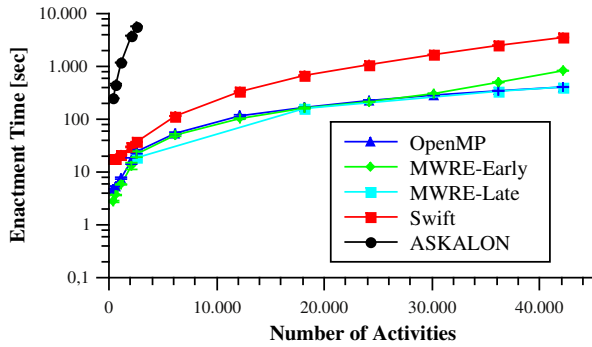 10.000
1.000
100
10
1
0,1
Enactment Time [sec]
OpenMP
MWRE-Early
MWRE-Late
Swift
ASKALON
0
10.000
20.000
30.000
40.000
Number of Activities